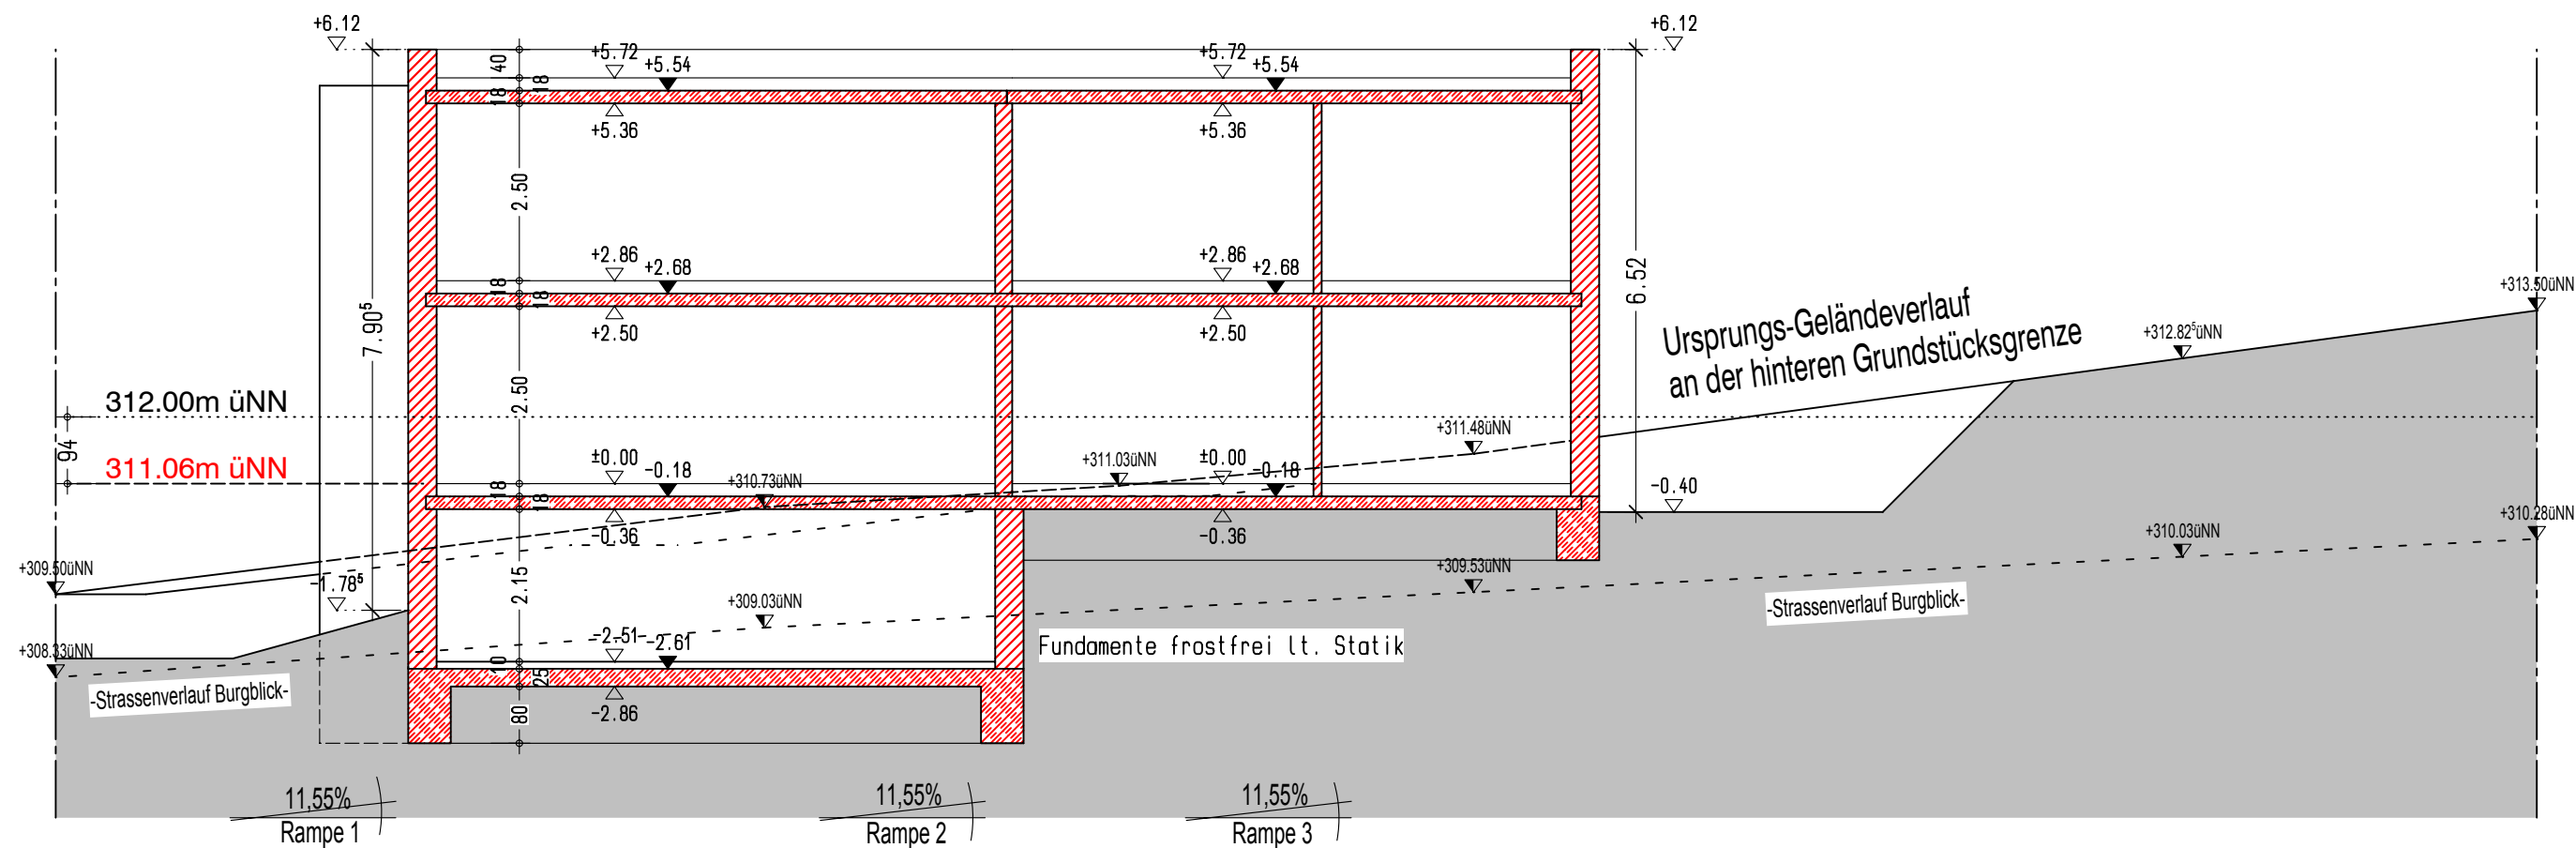 +6.12
+6.12
+5.72
+5.54
+5.72
+5.54
40
18
18
+5.36
+5.36
2.50
+2.86
+2.68
+2.86
+2.68
18
18
+2.50
+2.50
7.90⁵
6.52
+313.50üNN
Ursprungs-Geländeverlauf
an der hinteren Grundstücksgrenze
+312.82⁵üNN
312.00m üNN
94
311.06m üNN
2.50
+311.48üNN
+311.03üNN
±0.00
-0.18
+310.73üNN
±0.00
-0.18
18
18
-0.40
-0.36
-0.36
+310.28üNN
+310.03üNN
+309.50üNN
-1.78⁵
2.15
+309.53üNN
+309.03üNN
-Strassenverlauf Burgblick-
-2.51
-2.61
Fundamente frostfrei lt. Statik
+308.33üNN
10
25
-Strassenverlauf Burgblick-
-2.86
80
11,55%
Rampe 1
11,55%
Rampe 2
11,55%
Rampe 3